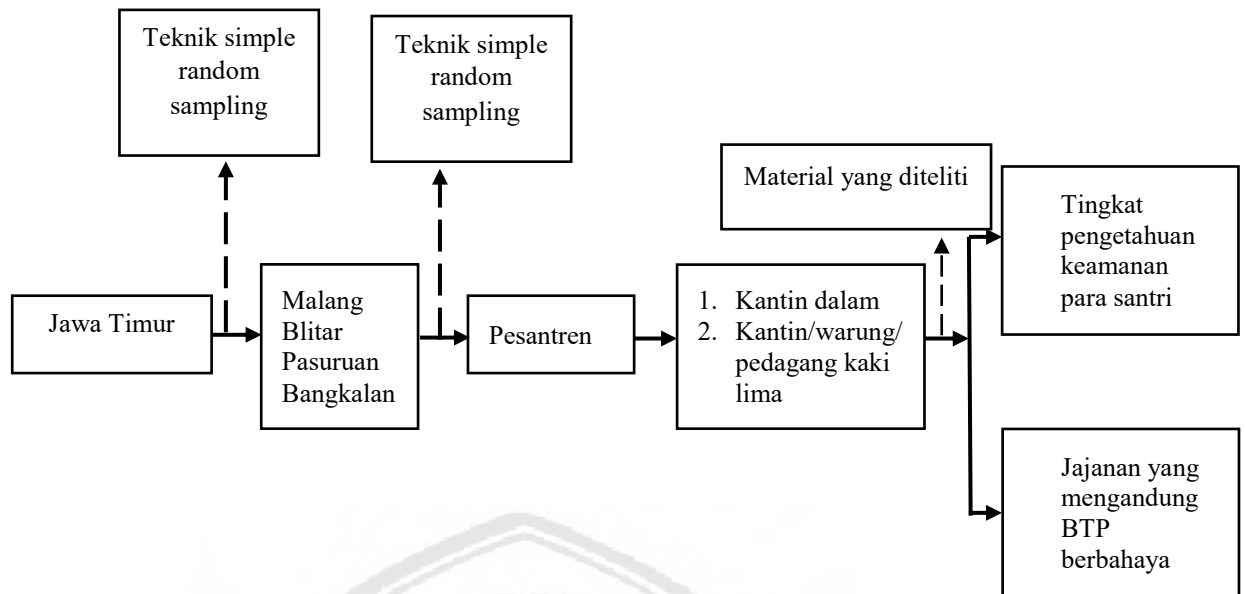 Teknik simple
random
sampling
Teknik simple
random
sampling
Material yang diteliti
Jawa Timur
Malang
Blitar
Pasuruan
Bangkalan
Pesantren
1. Kantin dalam
2. Kantin/warung/
pedagang kaki
lima
Tingkat
pengetahuan
keamanan
para santri
Jajanan yang
mengandung
BTP
berbahaya